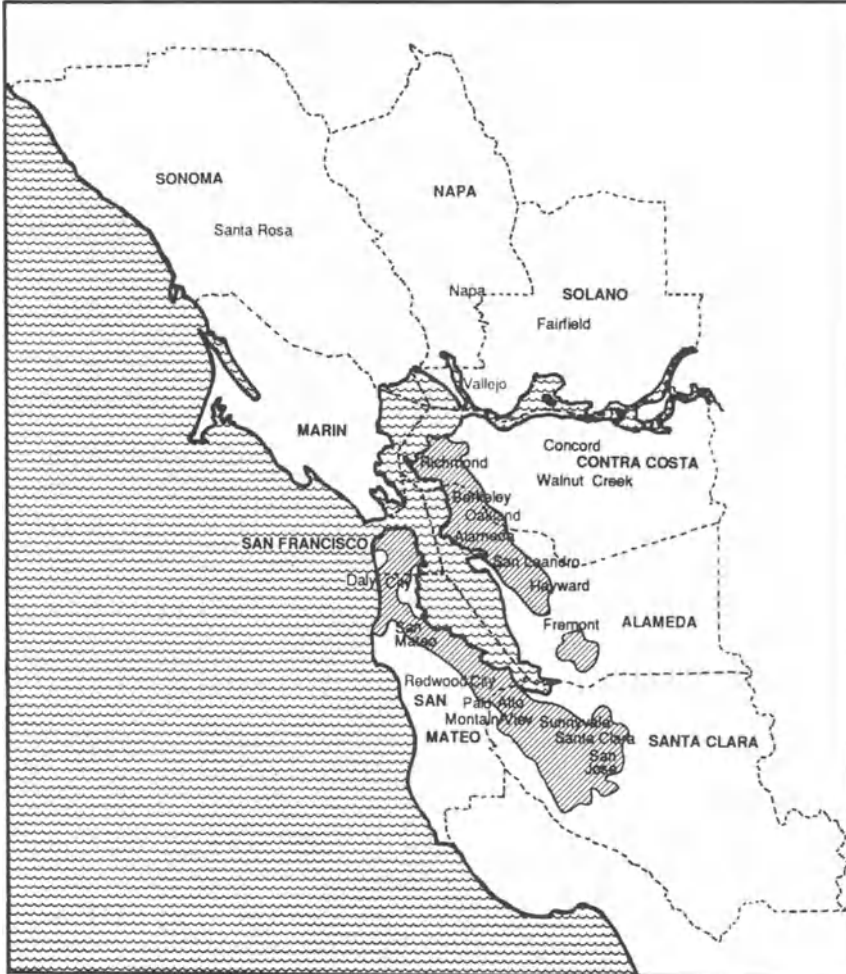 SONOMA
NAPA
Santa Rosa
Napa
SOLANO
Fairfield
Vallejo
MARIN
Concord
Richmond
CONTRA COSTA
Walnut Creek
Berkeley
Oakland
Alameda
SAN FRANCISCO
San Leandro
Daly City
Hayward
Fremont
ALAMEDA
San
Mateo
Redwood City
SAN
MATEO
Palo Alto
Montain View
Sunnyvale
Santa Clara
SANTA CLARA
San
Jose